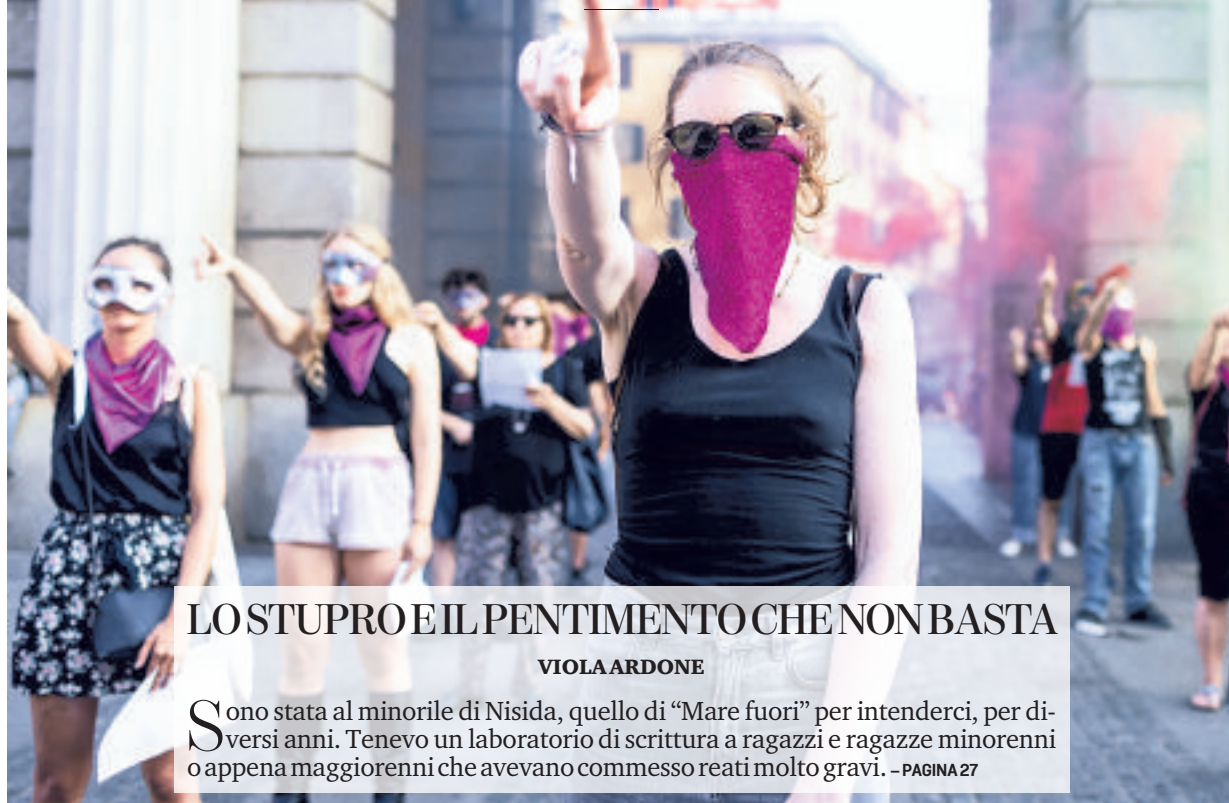 LO STUPRO E IL PENTIMENTO CHE NON BASTA
VIOLA ARDONE
Sono stata al minorile di Nisida, quello di “Mare fuori” per intenderci, per di-
versi anni. Tenevo un laboratorio di scrittura a ragazzi e ragazze minorenni
o appena maggiorenni che avevano commesso reati molto gravi. – PAGINA 27